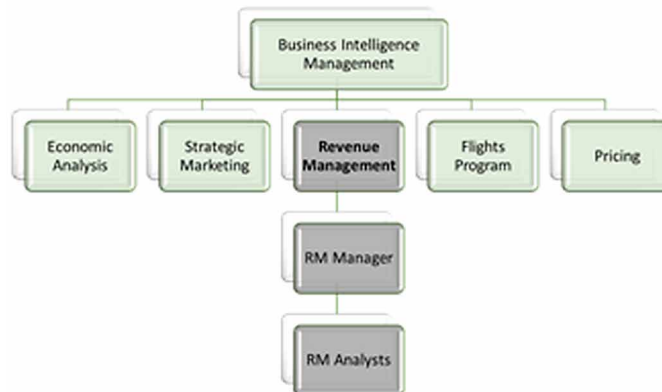 Business Intelligence
Management
Economic
Analysis
Strategic
Marketing
Revenue
Management
Flights
Program
Pricing
RM Manager
RM Analysts